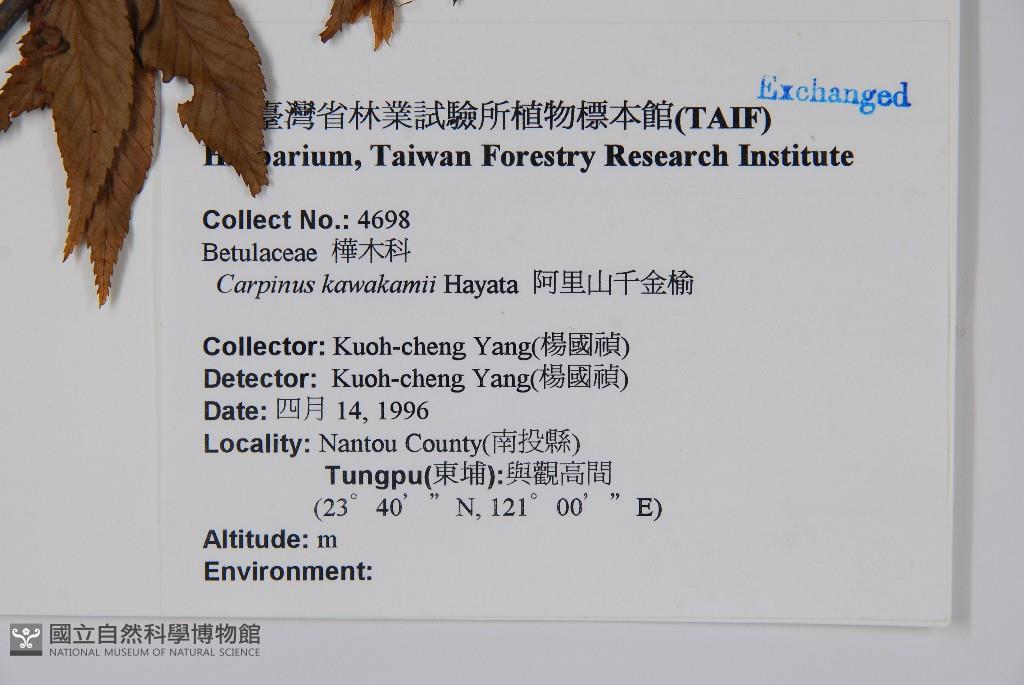 Exchanged
臺灣省林業試驗所植物標本館(TAIF)
Taiwan Forestry Research Institute
Collect No.: 4698
Betulaceae 樺木科
Carpinus kawakamii Hayata 阿里山千金榆
Collector: Kuoh-cheng Yang(楊國禎)
Detector: Kuoh-cheng Yang(楊國禎)
Date: 四月 14, 1996
Locality: Nantou County(南投縣)
Tungpu(東埔):與觀高間
(23° 40' ” N, 121° 00' ” E)
Altitude: m
Environment:
國立自然科學博物館
NATIONAL MUSEUM OF NATURAL SCIENCE